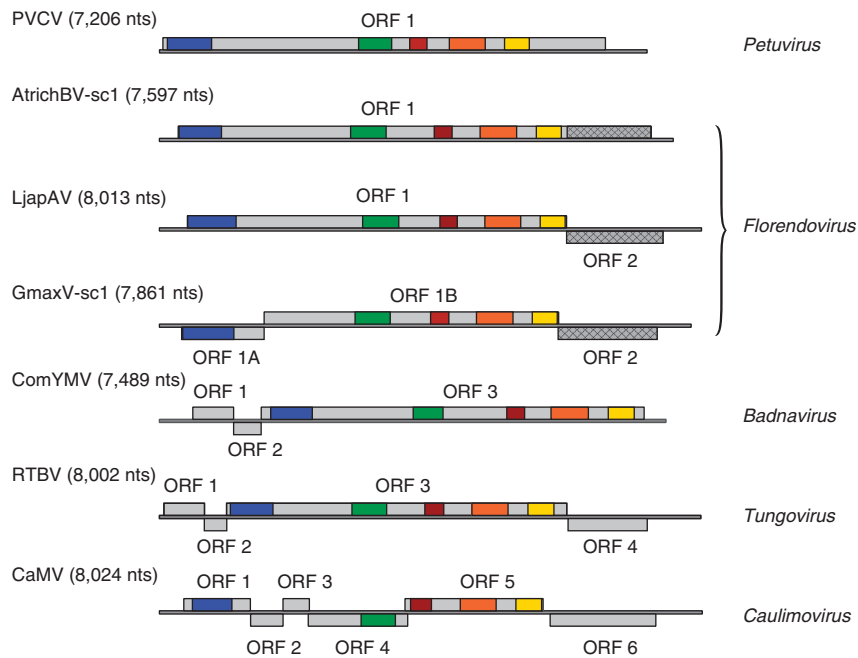 PVCV (7,206 nts)
ORF 1
Petuvirus
AtrichBV-sc1 (7,597 nts)
ORF 1
LjapAV (8,013 nts)
ORF 1
Florendovirus
ORF 2
GmaxV-sc1 (7,861 nts)
ORF 1B
ORF 1A
ORF 2
ComYMV (7,489 nts)
ORF 1
ORF 3
Badnavirus
ORF 2
RTBV (8,002 nts)
ORF 1
ORF 3
Tungovirus
ORF 2
ORF 4
CaMV (8,024 nts)
ORF 1
ORF 3
ORF 5
Caulimovirus
ORF 2
ORF 4
ORF 6